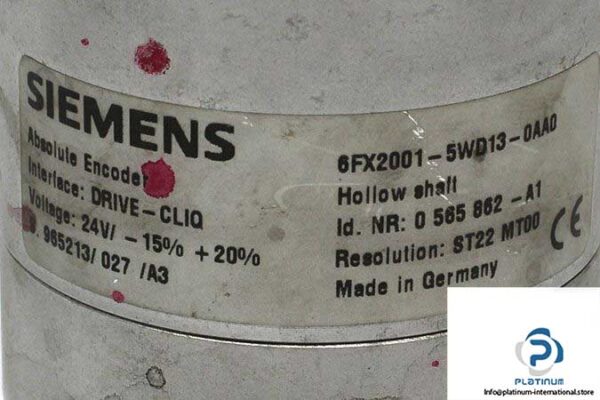 SIEMENS
Absolute Encoder
Interface: DRIVE-CLIQ
Voltage: 24V/ - 15% + 20%
965213/ 027 /A3
6FX2001-5WD13-0AA0
Hollow shaft
Id. NR: 0 565 862 -A1
Resolution: ST22 MT00
Made in Germany
CE
PLATINUM
Info@platinum-international.store